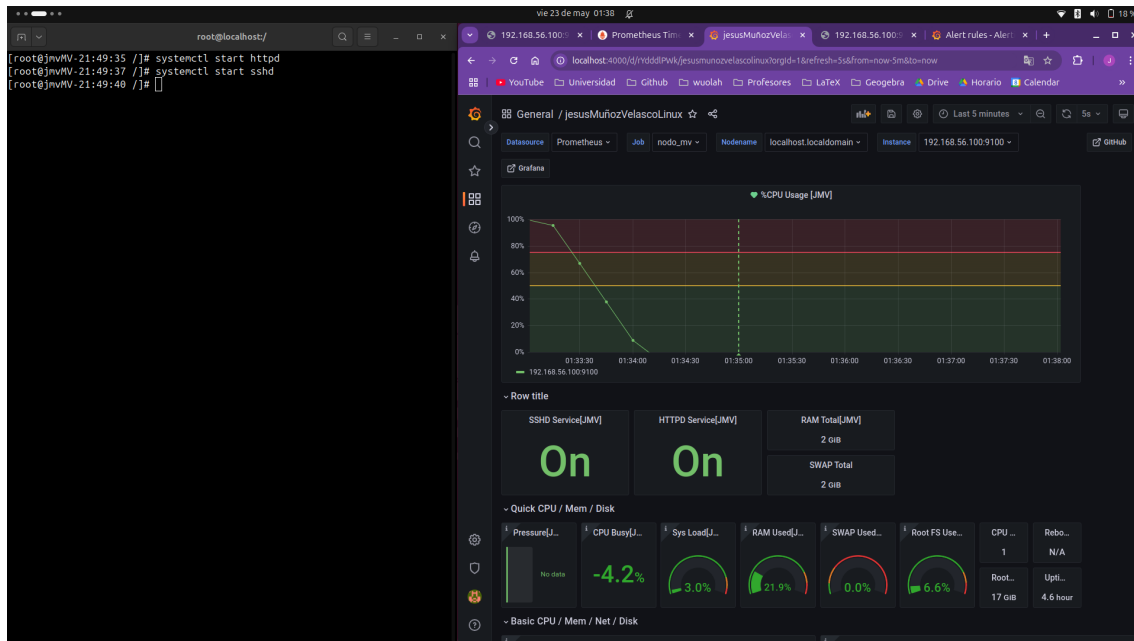 vie 23 de may 01:38
18 %
root@localhost:/
[root@jmvMV-21:49:35 /]# systemctl start httpd
[root@jmvMV-21:49:37 /]# systemctl start sshd
[root@jmvMV-21:49:40 /]#
192.168.56.100:9
Prometheus Time
jesusMuñozVelas
192.168.56.100:9
Alert rules - Alert
localhost:4000/d/rYdddlPWk/jesusmunozvelascolinux?orgId=1&refresh=5s&from=now-5m&to=now
YouTube Universidad Github wuolah Profesores LaTeX Geogebra Drive Horario Calendar »
General / jesusMuñozVelascoLinux
Last 5 minutes
5s
Datasource Prometheus Job nodo_mv Nodename localhost.localdomain Instance 192.168.56.100:9100
GitHub
Grafana
%CPU Usage [JMV]
100%
80%
60%
40%
20%
0%
01:33:30 01:34:00 01:34:30 01:35:00 01:35:30 01:36:00 01:36:30 01:37:00 01:37:30 01:38:00
192.168.56.100:9100
Row title
SSHD Service[JMV]
On
HTTPD Service[JMV]
On
RAM Total[JMV]
2 GiB
SWAP Total
2 GiB
Quick CPU / Mem / Disk
Pressure[J...
No data
CPU Busy[J...
-4.2%
Sys Load[J...
3.0%
RAM Used[J...
21.9%
SWAP Used...
0.0%
Root FS Use...
6.6%
CPU ...
1
Rebo...
N/A
Root...
17 GiB
Upti...
4.6 hour
Basic CPU / Mem / Net / Disk